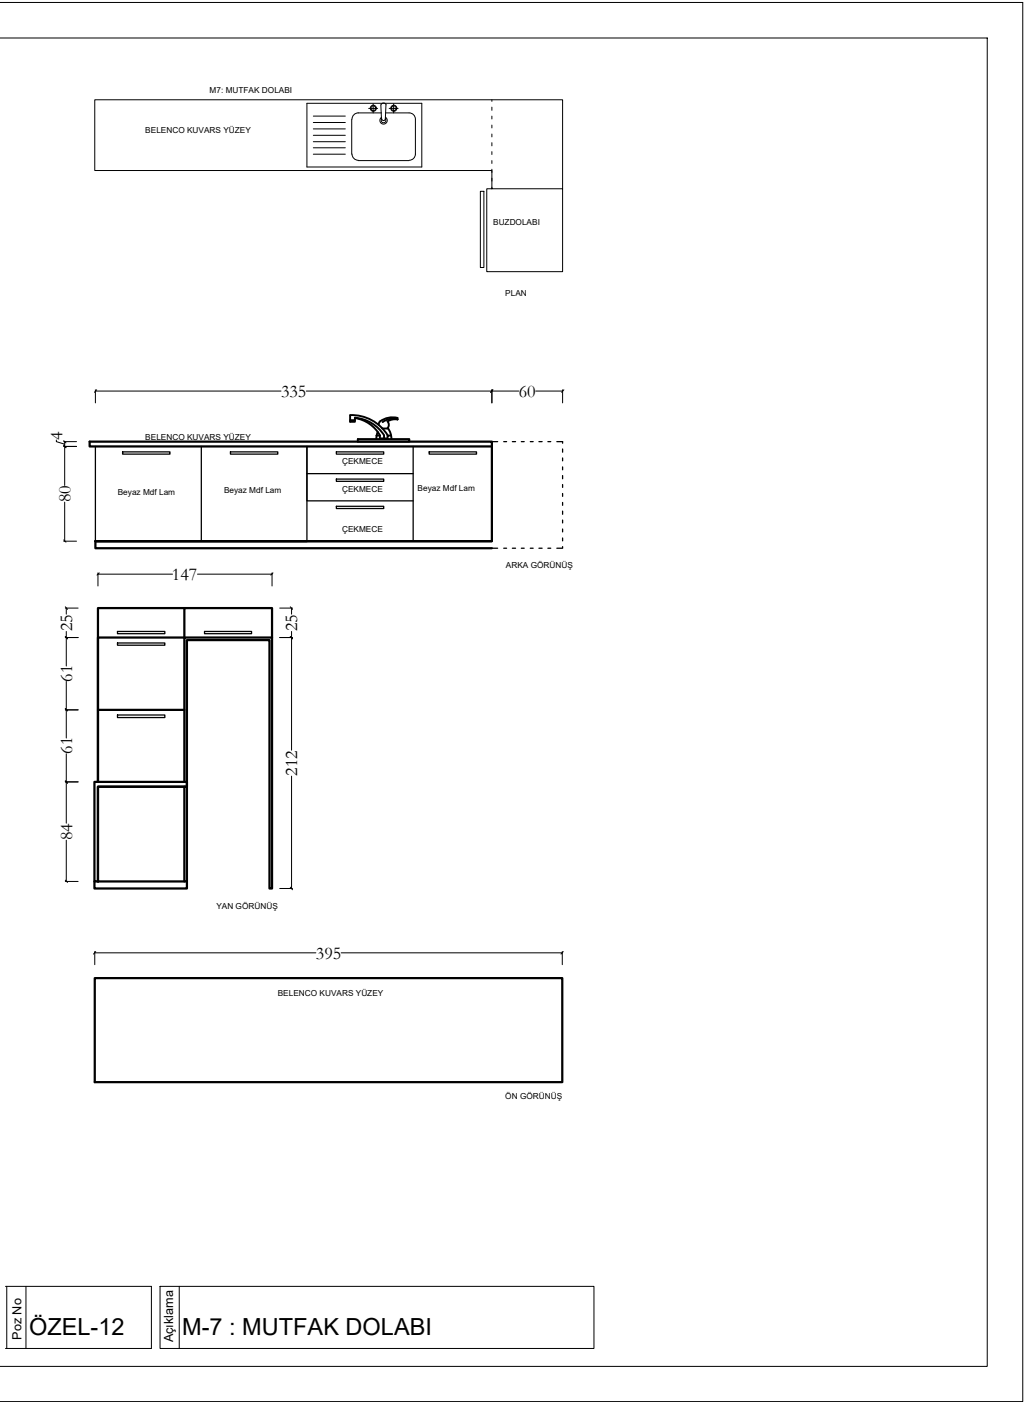 M7: MUTFAK DOLABI
BELENCO KUVARS YÜZEY
BUZDOLABI
PLAN
335
60
4
BELENCO KUVARS YÜZEY
80
Beyaz Mdf Lam
Beyaz Mdf Lam
ÇEKMECE
ÇEKMECE
ÇEKMECE
Beyaz Mdf Lam
ARKA GÖRÜNÜŞ
147
25
25
61
61
212
84
YAN GÖRÜNÜŞ
395
BELENCO KUVARS YÜZEY
ÖN GÖRÜNÜŞ
Poz No
ÖZEL-12
Açıklama
M-7 : MUTFAK DOLABI